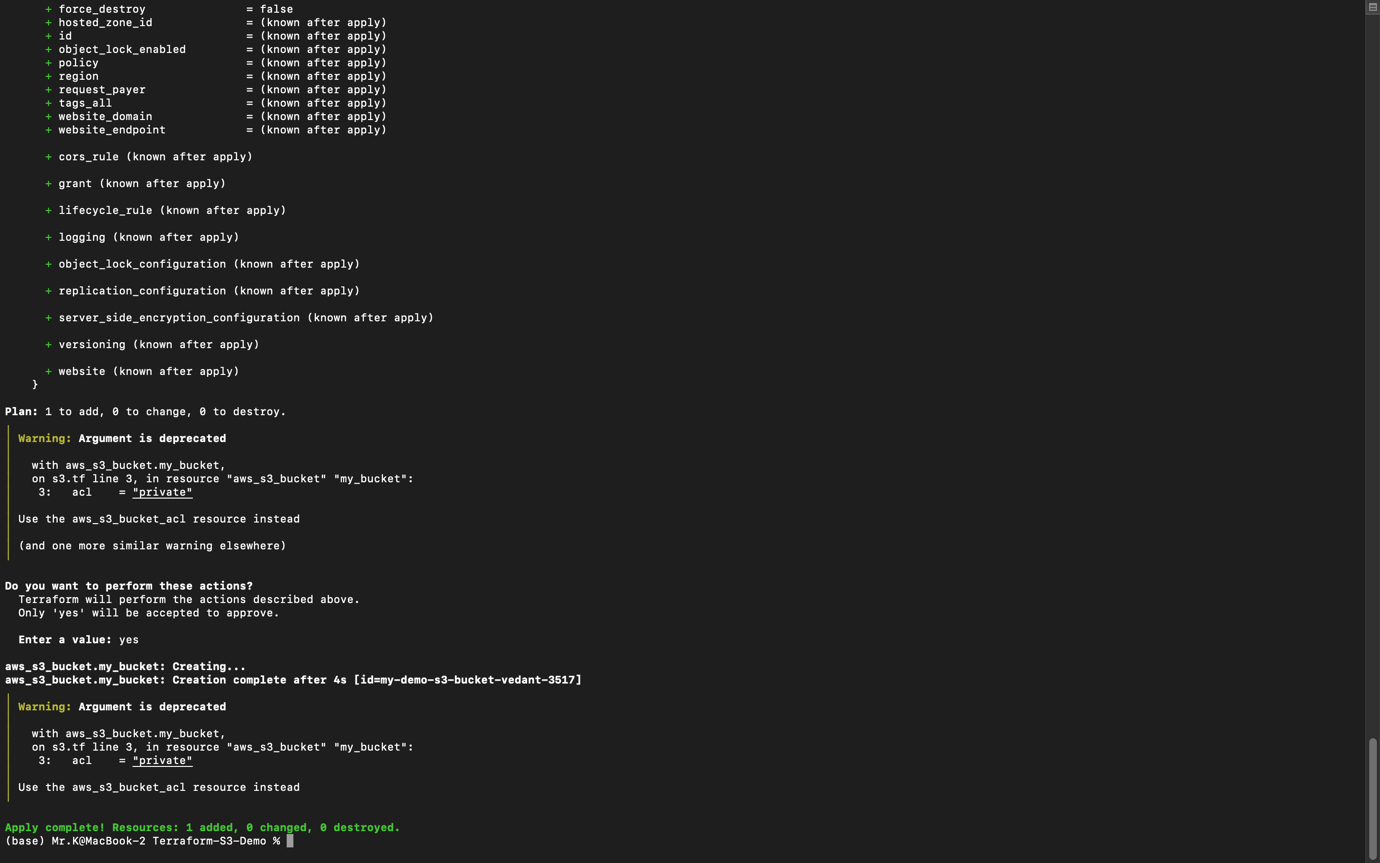 + force_destroy               = false
+ hosted_zone_id              = (known after apply)
+ id                          = (known after apply)
+ object_lock_enabled         = (known after apply)
+ policy                      = (known after apply)
+ region                      = (known after apply)
+ request_payer               = (known after apply)
+ tags_all                    = (known after apply)
+ website_domain              = (known after apply)
+ website_endpoint            = (known after apply)
+ cors_rule (known after apply)
+ grant (known after apply)
+ lifecycle_rule (known after apply)
+ logging (known after apply)
+ object_lock_configuration (known after apply)
+ replication_configuration (known after apply)
+ server_side_encryption_configuration (known after apply)
+ versioning (known after apply)
+ website (known after apply)
}
Plan: 1 to add, 0 to change, 0 to destroy.
Warning: Argument is deprecated
with aws_s3_bucket.my_bucket,
on s3.tf line 3, in resource "aws_s3_bucket" "my_bucket":
3:   acl    = "private"
Use the aws_s3_bucket_acl resource instead
(and one more similar warning elsewhere)
Do you want to perform these actions?
Terraform will perform the actions described above.
Only 'yes' will be accepted to approve.
Enter a value: yes
aws_s3_bucket.my_bucket: Creating...
aws_s3_bucket.my_bucket: Creation complete after 4s [id=my-demo-s3-bucket-vedant-3517]
Warning: Argument is deprecated
with aws_s3_bucket.my_bucket,
on s3.tf line 3, in resource "aws_s3_bucket" "my_bucket":
3:   acl    = "private"
Use the aws_s3_bucket_acl resource instead
Apply complete! Resources: 1 added, 0 changed, 0 destroyed.
(base) Mr.K@MacBook-2 Terraform-S3-Demo %